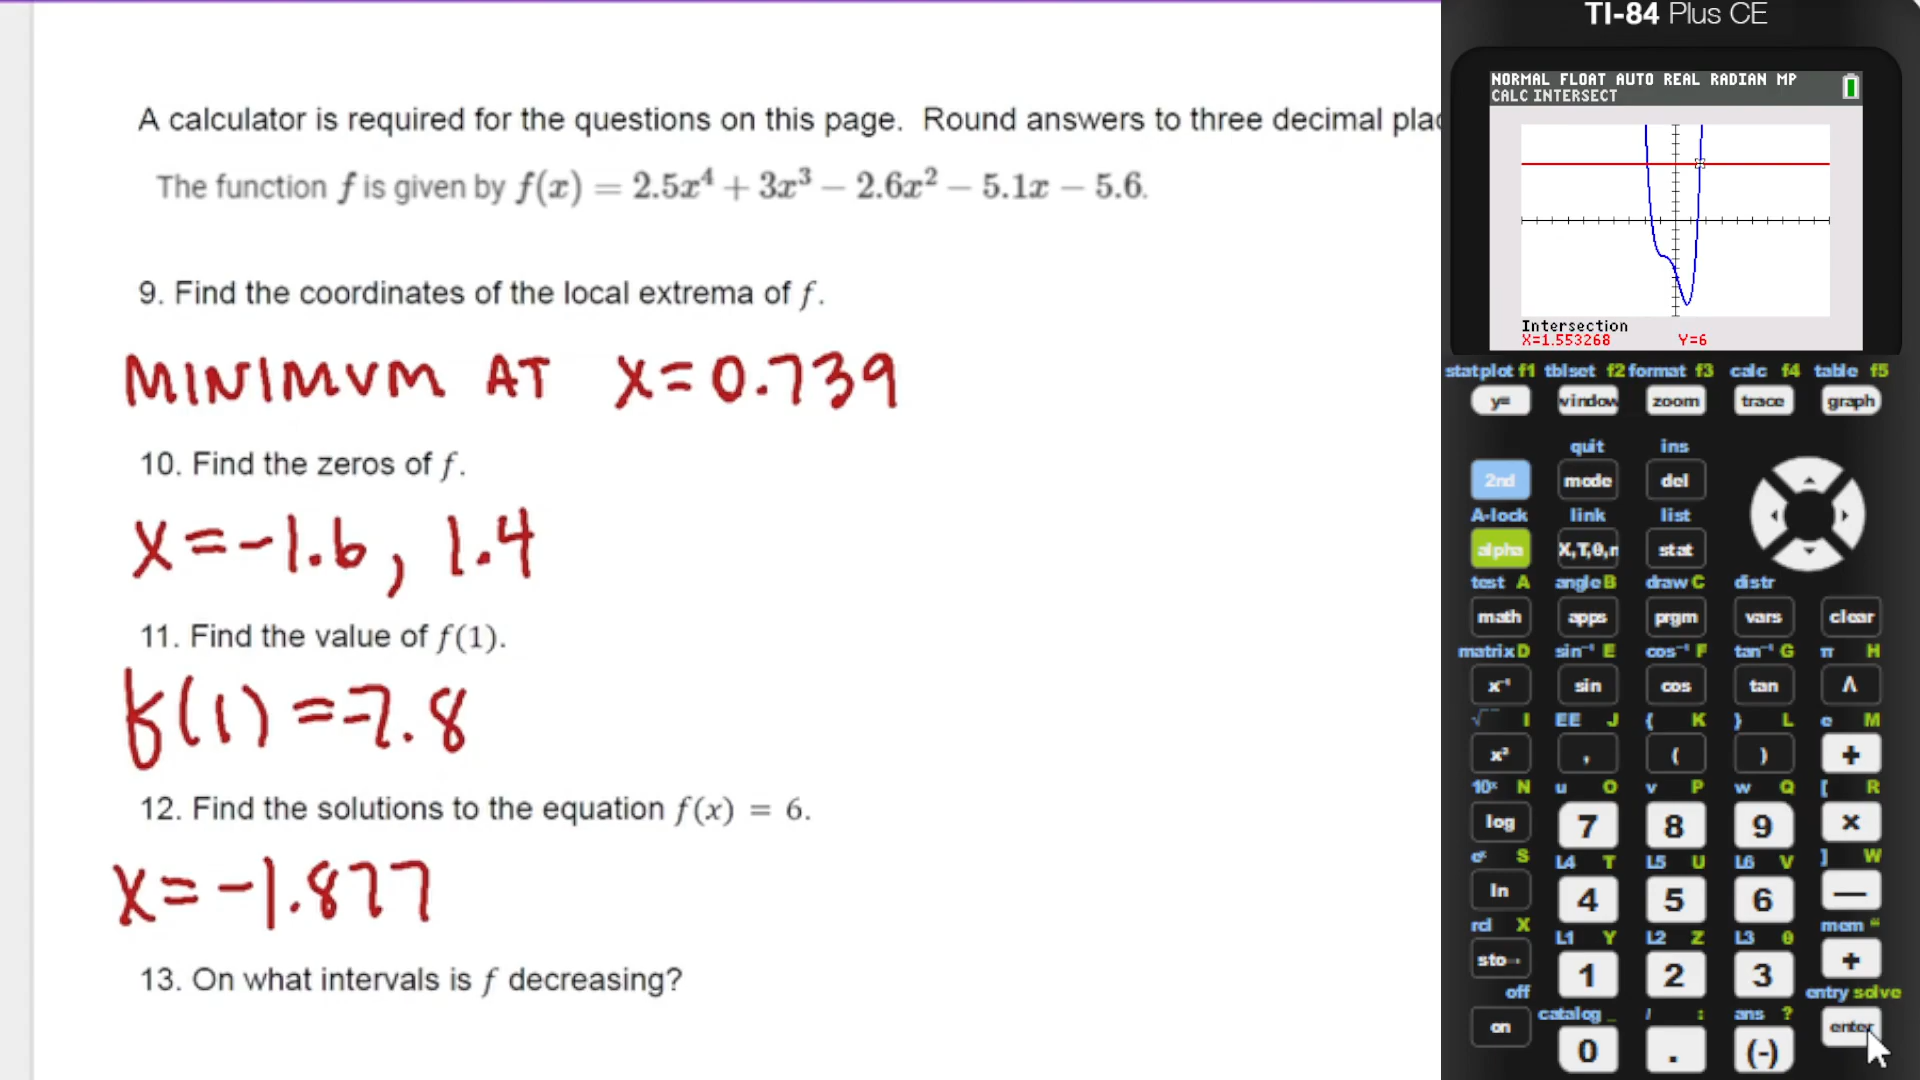 A calculator is required for the questions on this page. Round answers to three decimal plac
The function f is given by f(x) = 2.5x⁴ + 3x³ − 2.6x² − 5.1x − 5.6.
9. Find the coordinates of the local extrema of f.
MINIMUM AT X=0.739
10. Find the zeros of f.
X=-1.6, 1.4
11. Find the value of f(1).
f(1)=-7.8
12. Find the solutions to the equation f(x) = 6.
X=-1.877
13. On what intervals is f decreasing?
TI-84 Plus CE
NORMAL FLOAT AUTO REAL RADIAN MP
CALC INTERSECT
Intersection
X=1.553268 Y=6
statplot f1 tblset f2 format f3 calc f4 table f5
y= window zoom trace graph
quit ins
2nd mode del
A-lock link list
alpha X,T,θ,n stat
test A angle B draw C distr
math apps prgm vars clear
matrix D sin⁻¹ E cos⁻¹ F tan⁻¹ G π H
x⁻¹ sin cos tan ^
√ I EE J { K } L e M
x² , ( ) ÷
10ˣ N u O v P w Q [ R
log 7 8 9 ×
eˣ S L4 T L5 U L6 V ] W
ln 4 5 6 —
rcl X L1 Y L2 Z L3 θ mem "
sto→ 1 2 3 +
off catalog _ i : ans ? entry solve
on 0 . (-) enter